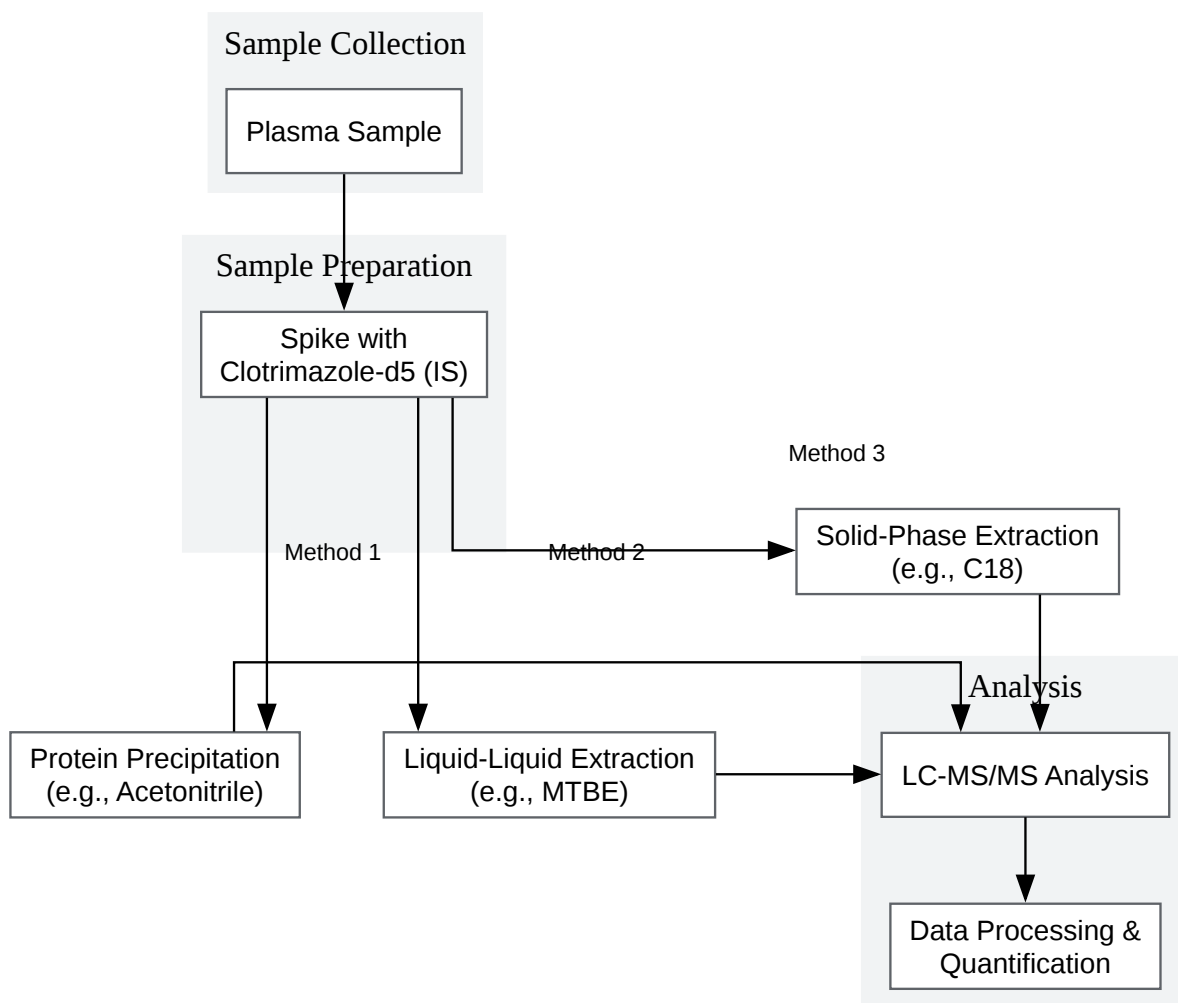 Sample Collection
Plasma Sample
Sample Preparation
Spike with
Clotrimazole-d5 (IS)
Method 3
Method 1
Method 2
Solid-Phase Extraction
(e.g., C18)
Analysis
Protein Precipitation
(e.g., Acetonitrile)
Liquid-Liquid Extraction
(e.g., MTBE)
LC-MS/MS Analysis
Data Processing &
Quantification